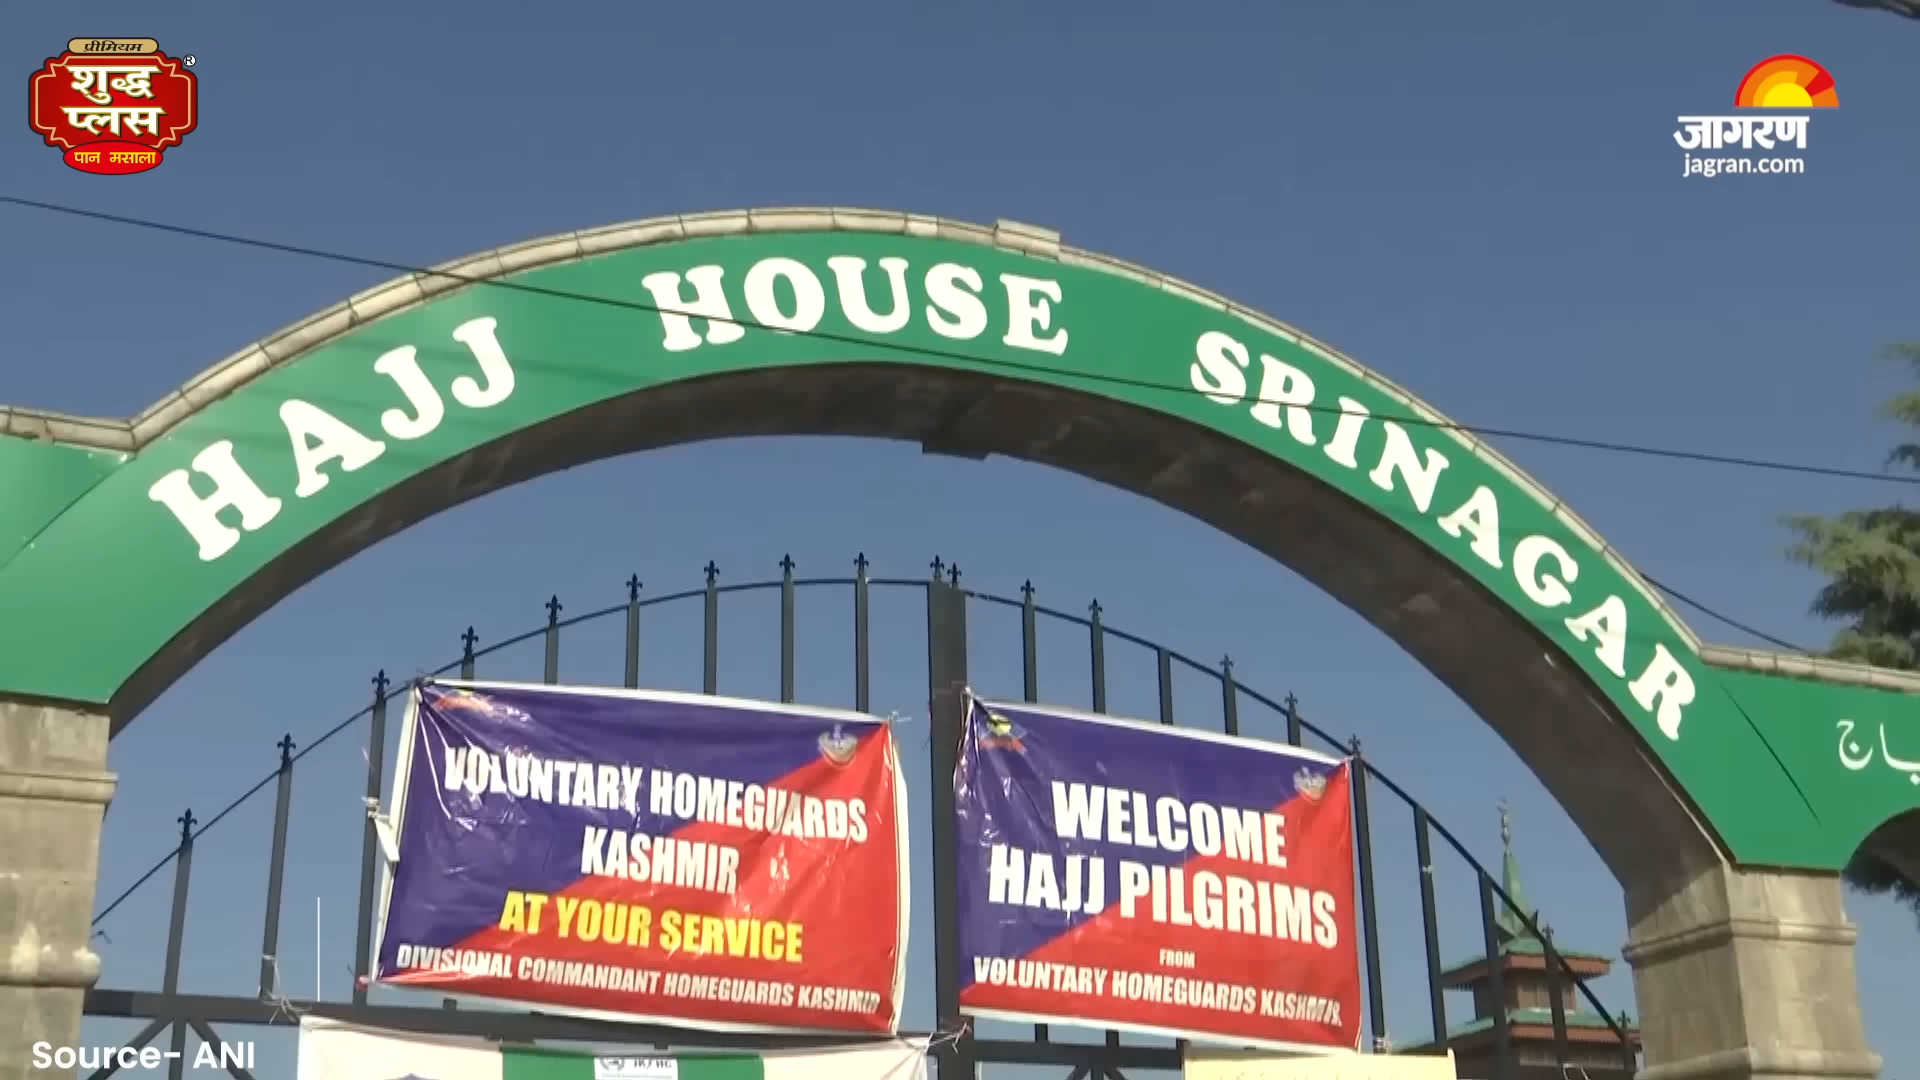 प्रीमियम
शुद्ध
प्लस
पान मसाला
जागरण
jagran.com
HAJJ HOUSE SRINAGAR
VOLUNTARY HOMEGUARDS
KASHMIR
AT YOUR SERVICE
DIVISIONAL COMMANDANT HOMEGUARDS KASHMIR
WELCOME
HAJJ PILGRIMS
FROM
VOLUNTARY HOMEGUARDS KASHMIR
Source- ANI